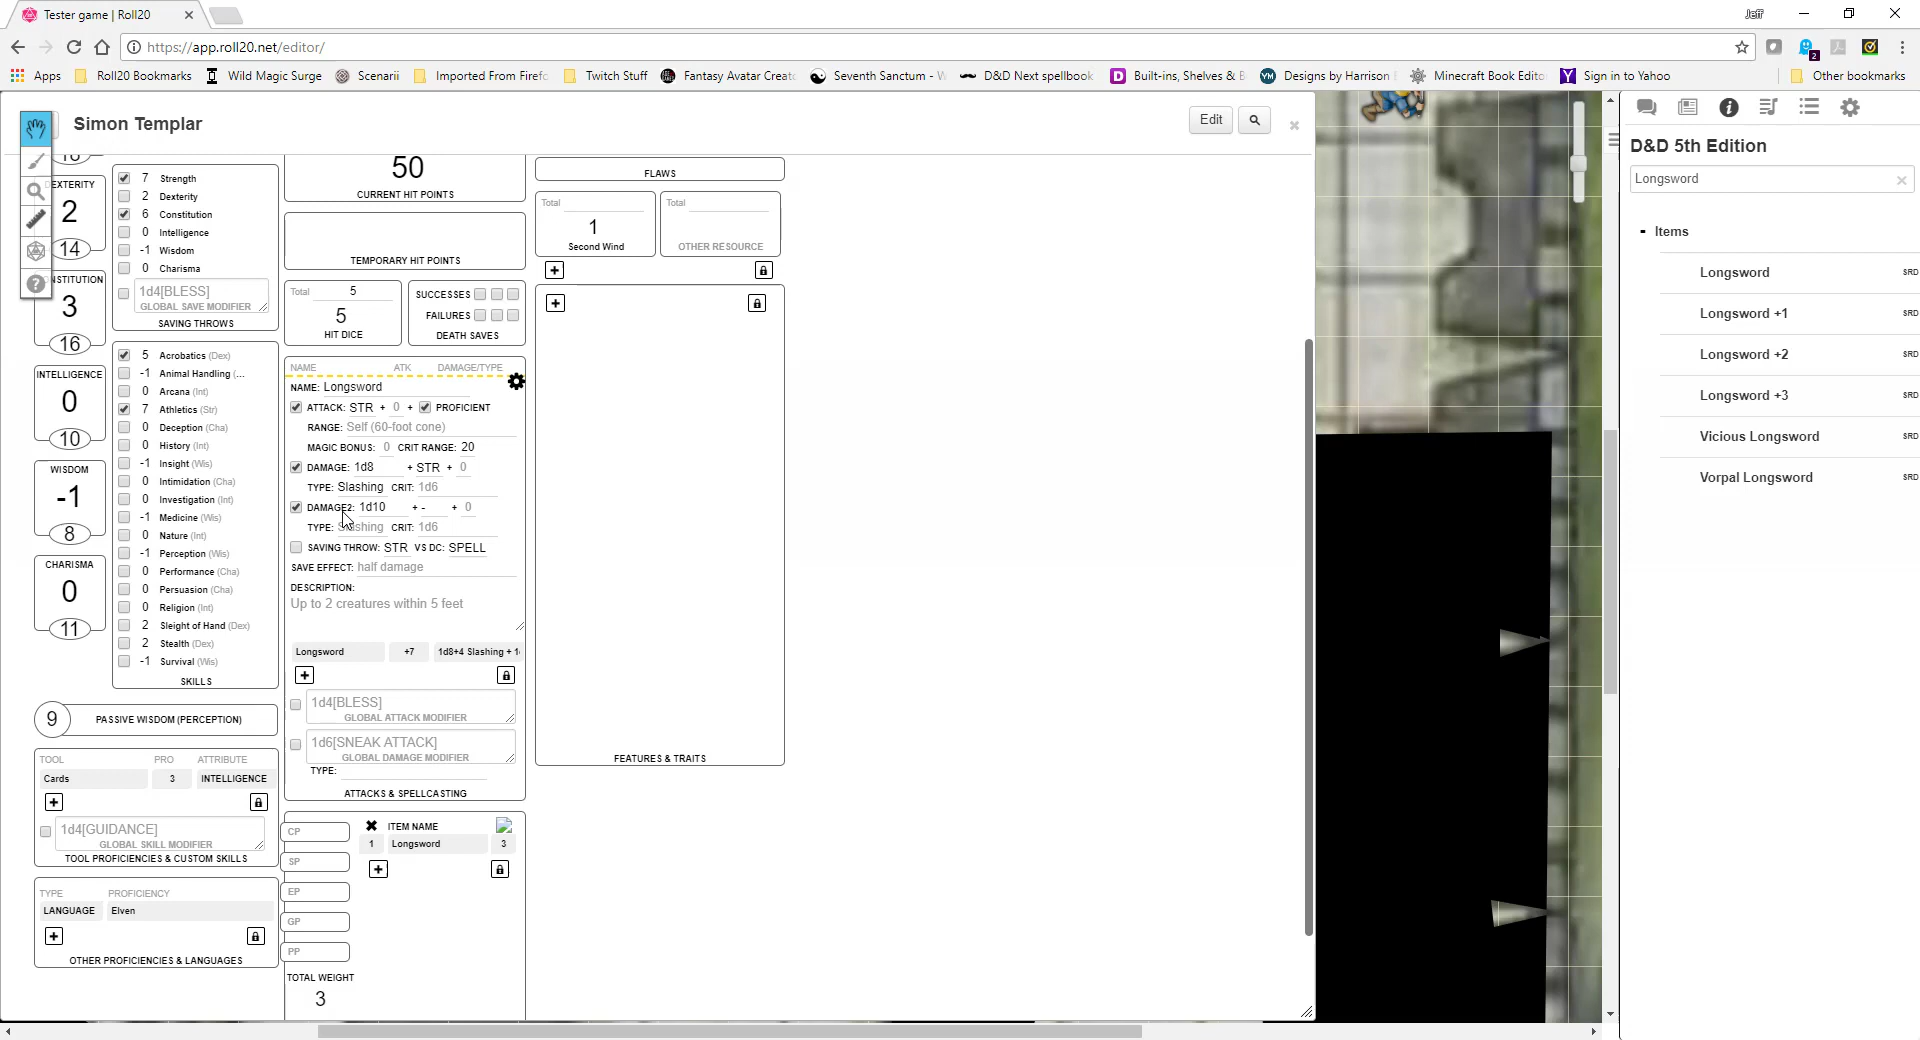 Tester game | Roll20
Jeff
https://app.roll20.net/editor/
2
Apps
Roll20 Bookmarks
Wild Magic Surge
Scenarii
Imported From Firefo
Twitch Stuff
Fantasy Avatar Creato
Seventh Sanctum - W
D&D Next spellbook
Built-ins, Shelves & B
Designs by Harrison
Minecraft Book Edito
Sign in to Yahoo
Other bookmarks
Simon Templar
Edit
DEXTERITY
2
14
CONSTITUTION
3
16
INTELLIGENCE
0
10
WISDOM
-1
8
CHARISMA
0
11
7 Strength
2 Dexterity
6 Constitution
0 Intelligence
-1 Wisdom
0 Charisma
1d4[BLESS]
GLOBAL SAVE MODIFIER
SAVING THROWS
5 Acrobatics (Dex)
-1 Animal Handling (...
0 Arcana (Int)
7 Athletics (Str)
0 Deception (Cha)
0 History (Int)
-1 Insight (Wis)
0 Intimidation (Cha)
0 Investigation (Int)
-1 Medicine (Wis)
0 Nature (Int)
-1 Perception (Wis)
0 Performance (Cha)
0 Persuasion (Cha)
0 Religion (Int)
2 Sleight of Hand (Dex)
2 Stealth (Dex)
-1 Survival (Wis)
SKILLS
9 PASSIVE WISDOM (PERCEPTION)
TOOL PRO ATTRIBUTE
Cards 3 INTELLIGENCE
1d4[GUIDANCE]
GLOBAL SKILL MODIFIER
TOOL PROFICIENCIES & CUSTOM SKILLS
TYPE PROFICIENCY
LANGUAGE Elven
OTHER PROFICIENCIES & LANGUAGES
50
CURRENT HIT POINTS
TEMPORARY HIT POINTS
Total 5
5
HIT DICE
SUCCESSES
FAILURES
DEATH SAVES
NAME ATK DAMAGE/TYPE
NAME: Longsword
ATTACK: STR + 0 + PROFICIENT
RANGE: Self (60-foot cone)
MAGIC BONUS: 0 CRIT RANGE: 20
DAMAGE: 1d8 + STR + 0
TYPE: Slashing CRIT: 1d6
DAMAGE2: 1d10 + - + 0
TYPE: Slashing CRIT: 1d6
SAVING THROW: STR VS DC: SPELL
SAVE EFFECT: half damage
DESCRIPTION:
Up to 2 creatures within 5 feet
Longsword +7 1d8+4 Slashing + 1
1d4[BLESS]
GLOBAL ATTACK MODIFIER
1d6[SNEAK ATTACK]
GLOBAL DAMAGE MODIFIER
TYPE:
ATTACKS & SPELLCASTING
CP
SP
EP
GP
PP
ITEM NAME
1 Longsword 3
TOTAL WEIGHT
3
FLAWS
Total
1
Second Wind
Total
OTHER RESOURCE
FEATURES & TRAITS
D&D 5th Edition
Longsword
Items
Longsword SRD
Longsword +1 SRD
Longsword +2 SRD
Longsword +3 SRD
Vicious Longsword SRD
Vorpal Longsword SRD